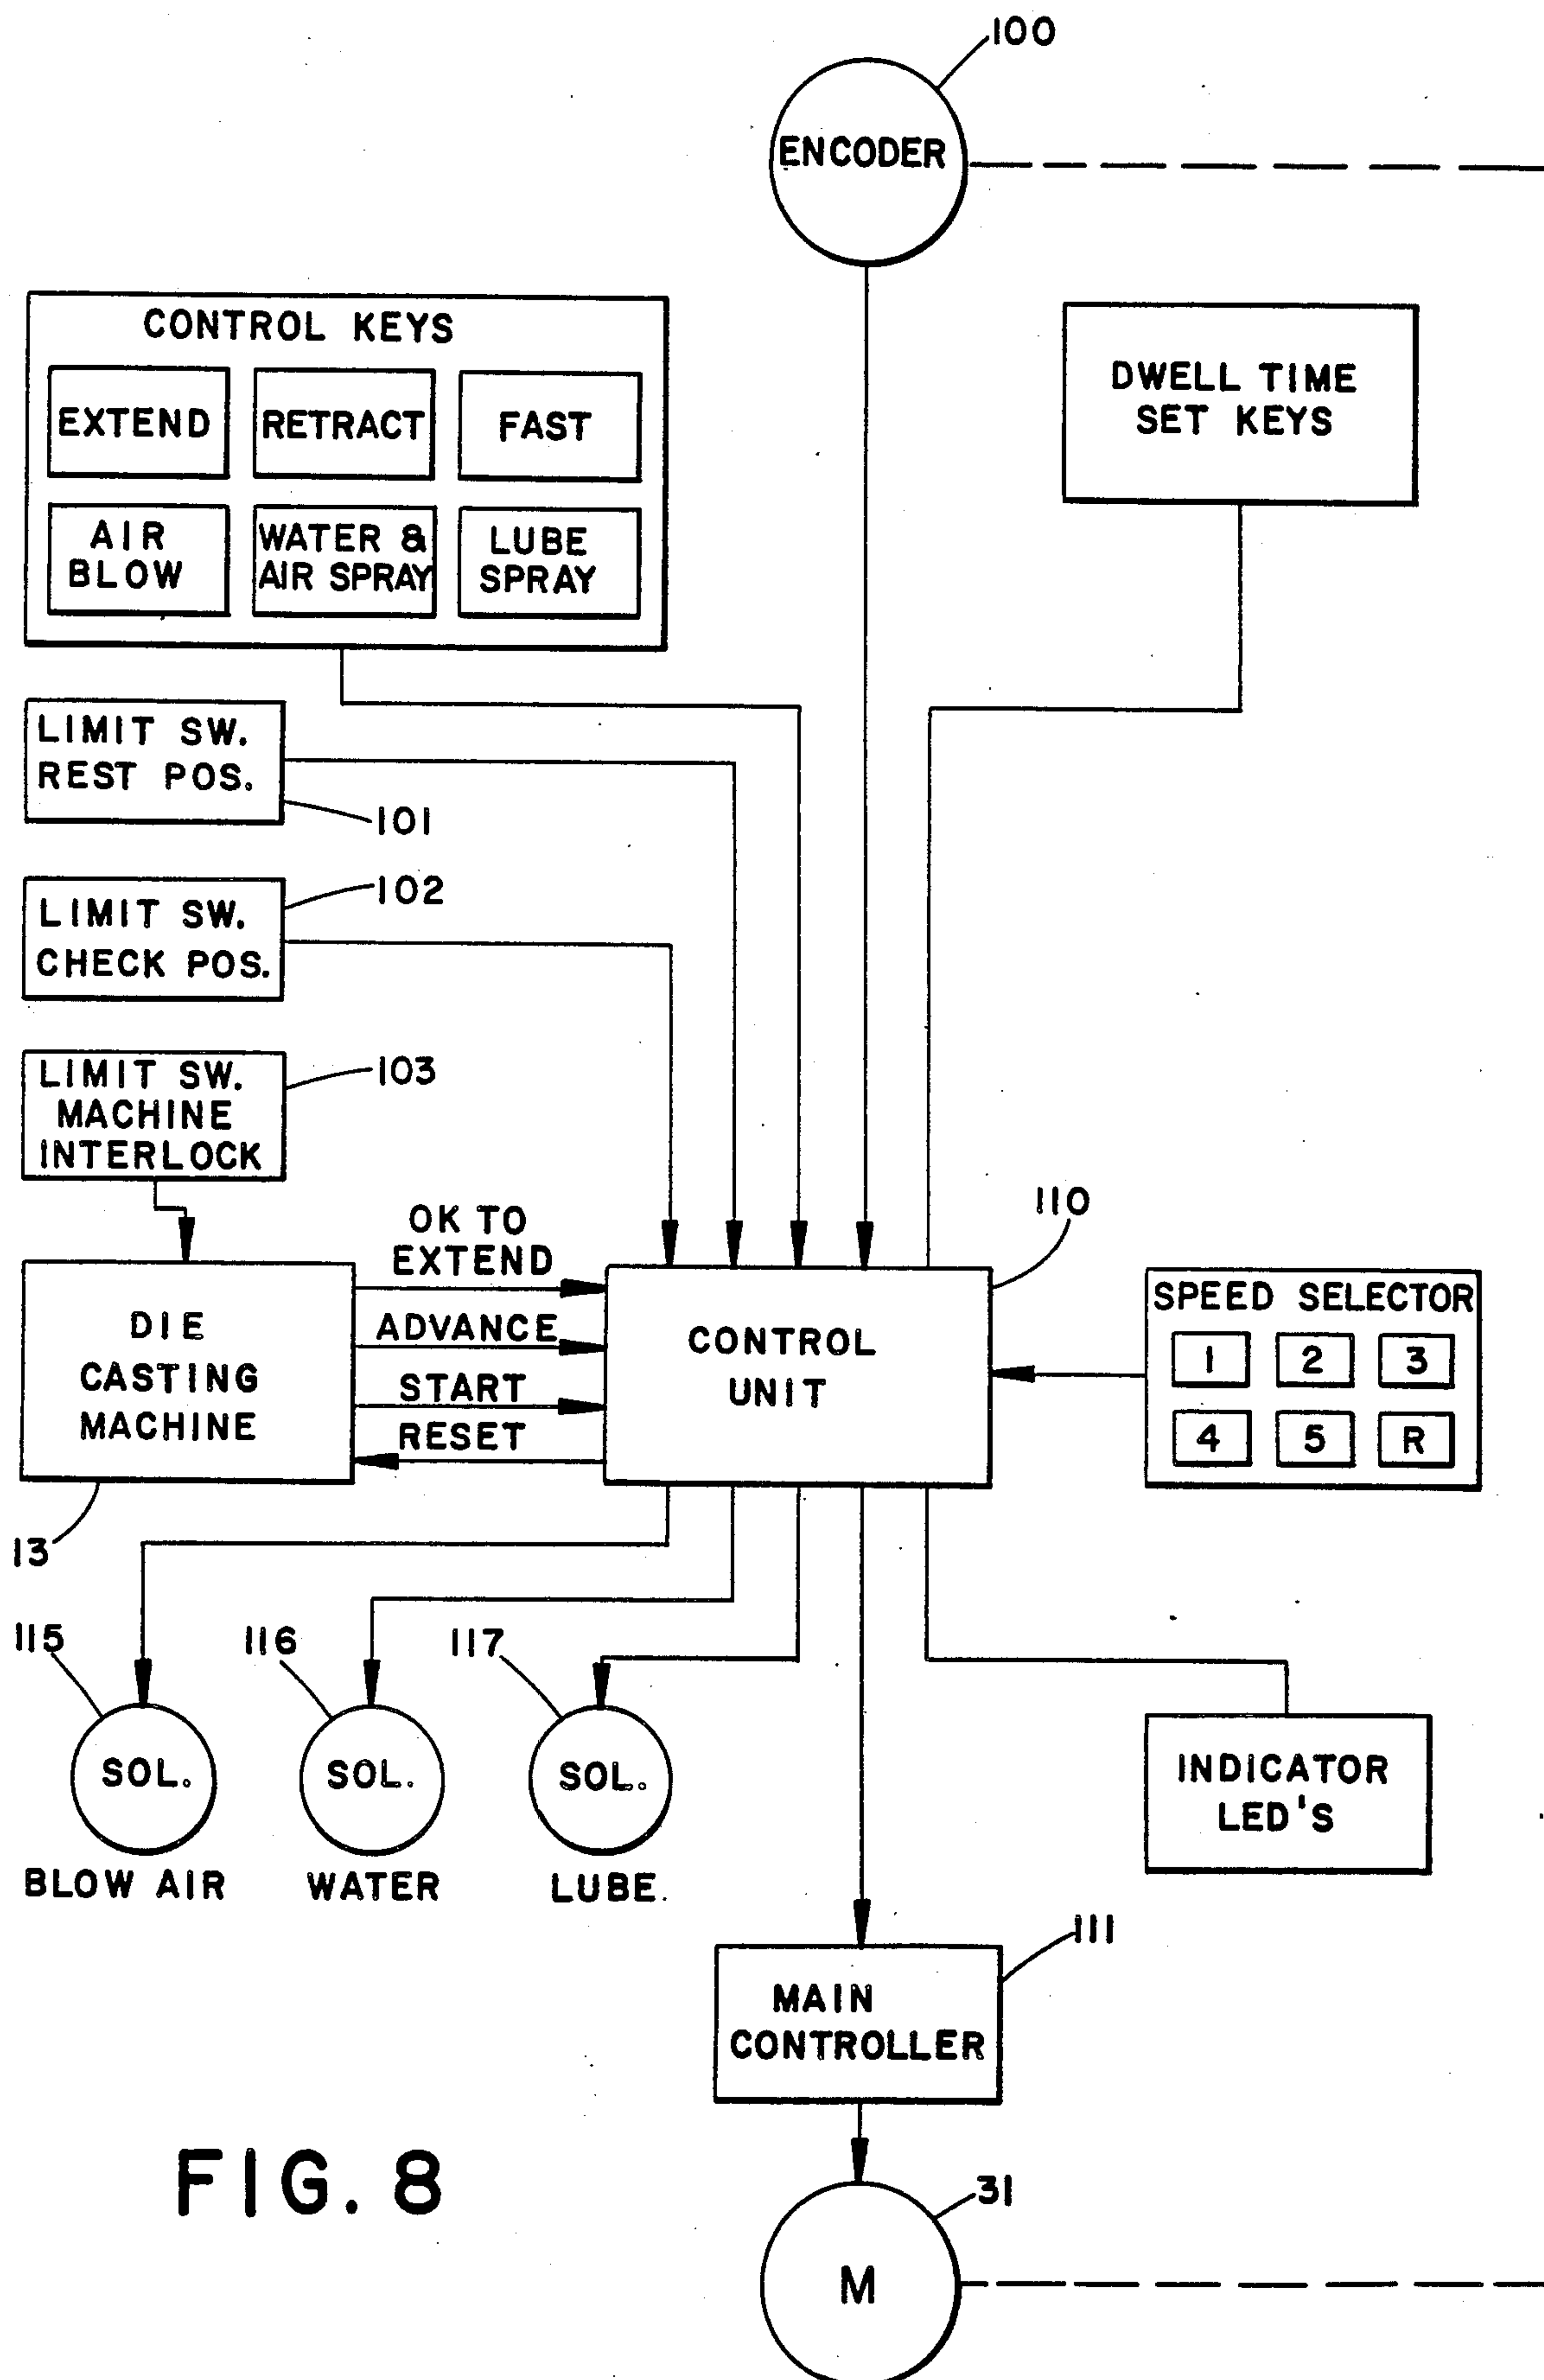 100
ENCODER
CONTROL KEYS
EXTEND
RETRACT
FAST
AIR
BLOW
WATER &
AIR SPRAY
LUBE
SPRAY
DWELL TIME
SET KEYS
LIMIT SW.
REST POS.
101
LIMIT SW.
CHECK POS.
102
LIMIT SW.
MACHINE
INTERLOCK
103
OK TO
EXTEND
ADVANCE
START
RESET
DIE
CASTING
MACHINE
13
CONTROL
UNIT
110
SPEED SELECTOR
1 2 3
4 5 R
115
SOL.
BLOW AIR
116
SOL.
WATER
117
SOL.
LUBE.
INDICATOR
LED'S
MAIN
CONTROLLER
111
31
M
FIG. 8